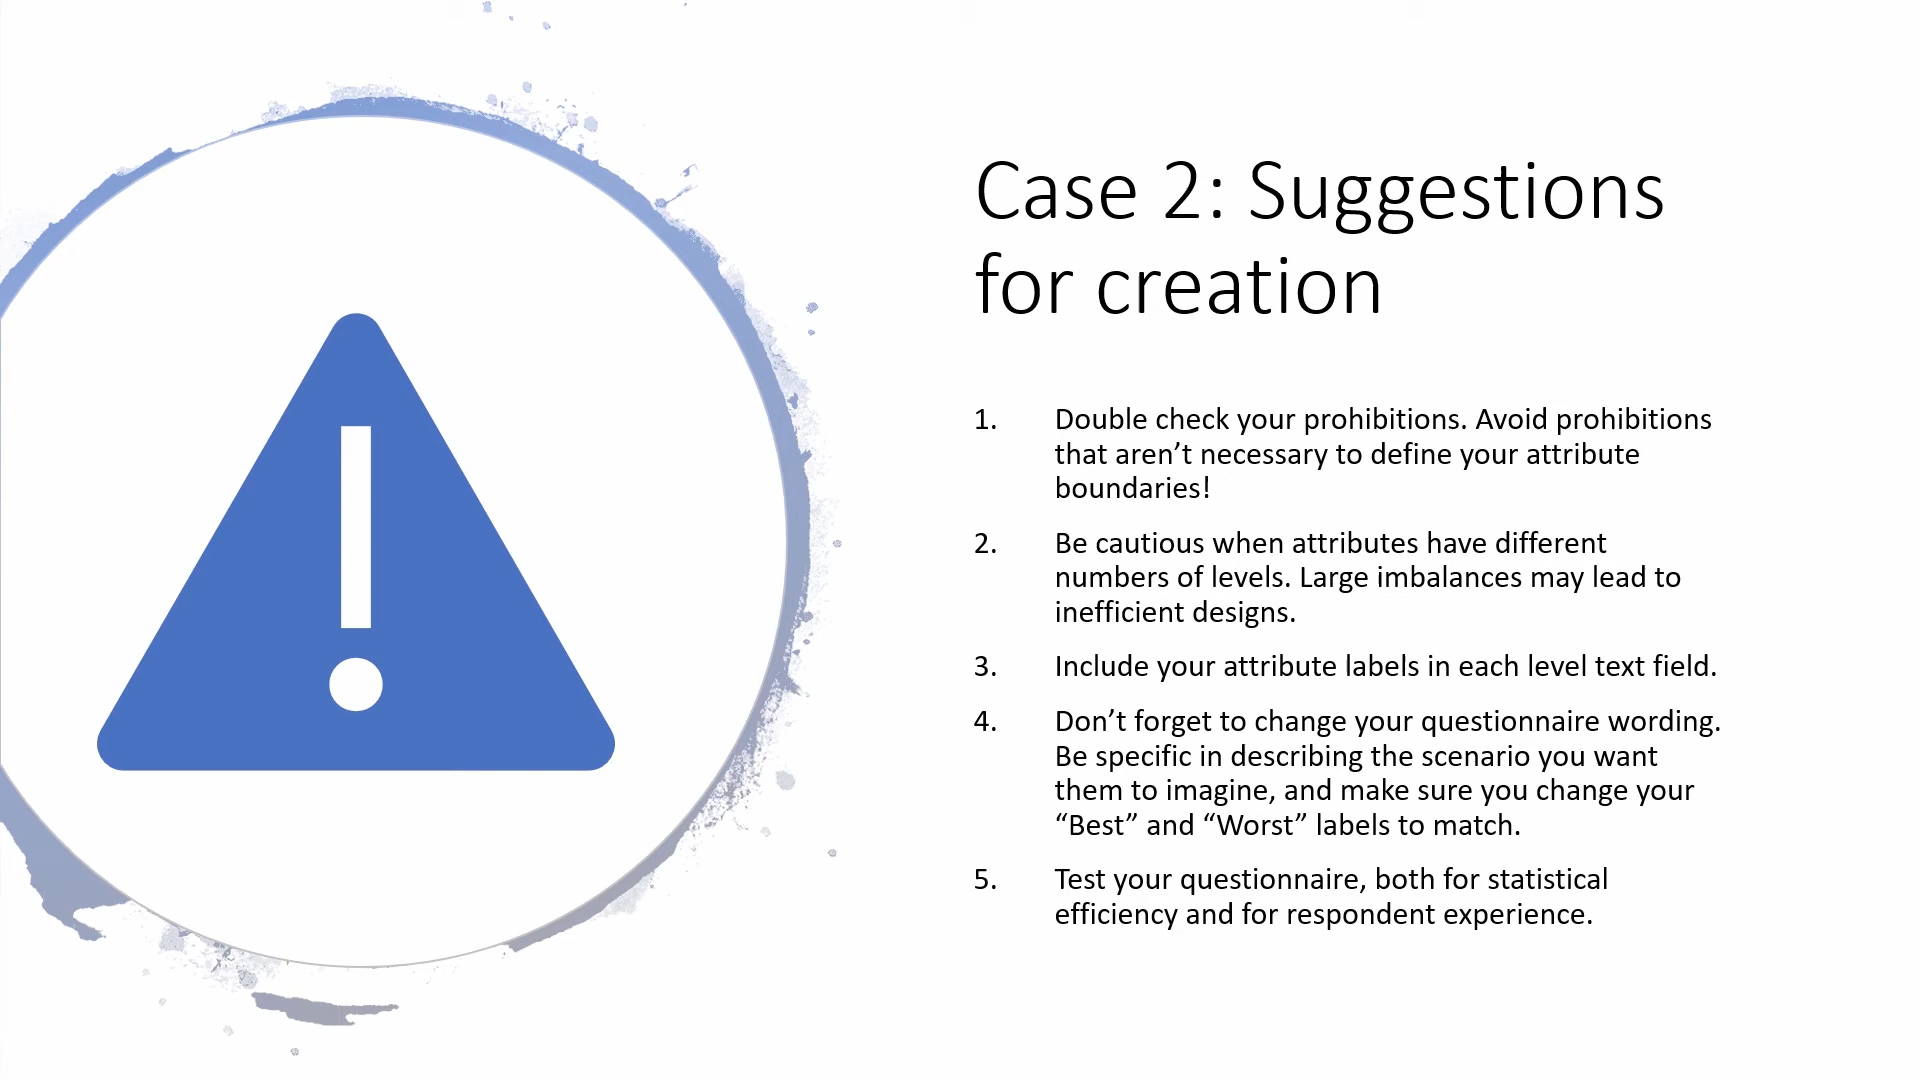 Case 2: Suggestions
for creation
1. Double check your prohibitions. Avoid prohibitions
that aren’t necessary to define your attribute
boundaries!
2. Be cautious when attributes have different
numbers of levels. Large imbalances may lead to
inefficient designs.
3. Include your attribute labels in each level text field.
4. Don’t forget to change your questionnaire wording.
Be specific in describing the scenario you want
them to imagine, and make sure you change your
“Best” and “Worst” labels to match.
5. Test your questionnaire, both for statistical
efficiency and for respondent experience.